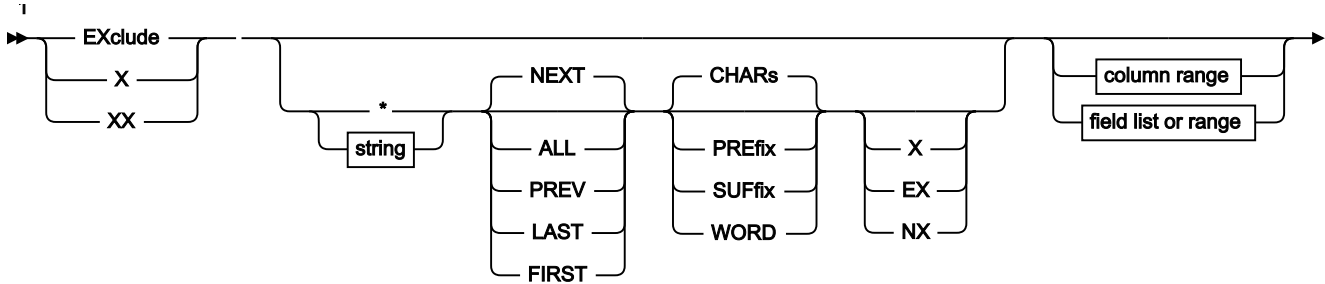 EXclude
X
XX
*
string
NEXT
ALL
PREV
LAST
FIRST
CHARs
PREfix
SUFfix
WORD
X
EX
NX
column range
field list or range